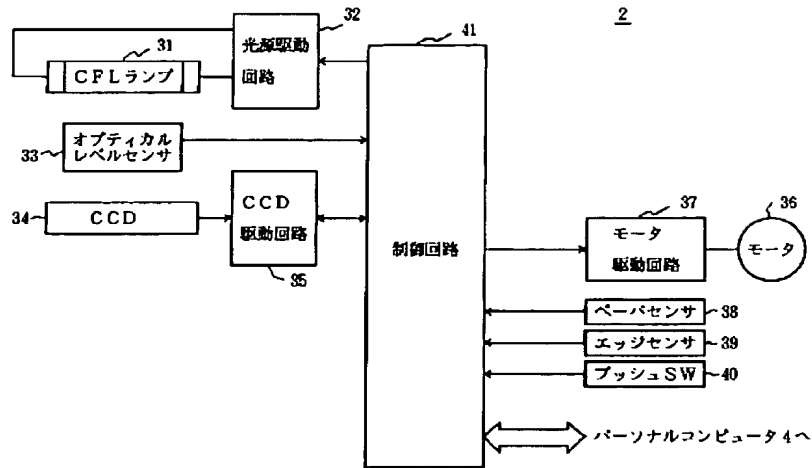 2
32
41
光源駆動
回路
31
CFLランプ
オプティカル
レベルセンサ
33
34
CCD
CCD
駆動回路
35
制御回路
37
モータ
駆動回路
36
モータ
ペーパセンサ
38
エッジセンサ
39
プッシュSW
40
パーソナルコンピュータ4へ